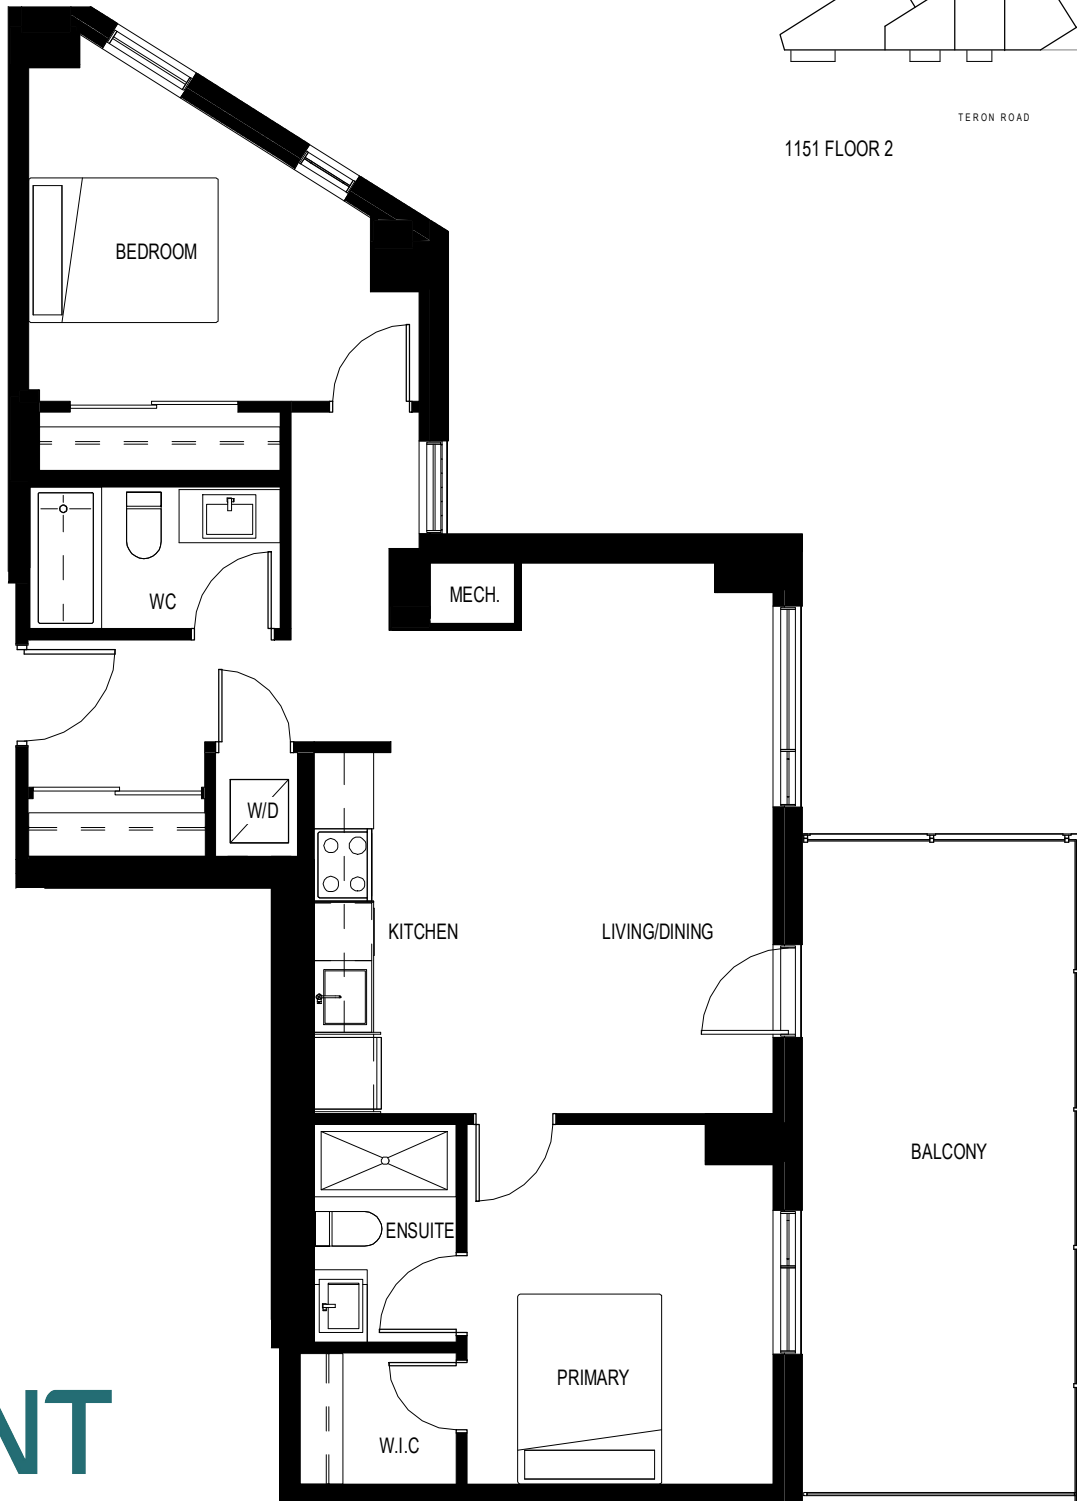 TERON ROAD
1151 FLOOR 2
BEDROOM
MECH.
WC
W/D
KITCHEN
LIVING/DINING
BALCONY
ENSUITE
PRIMARY
W.I.C
NT